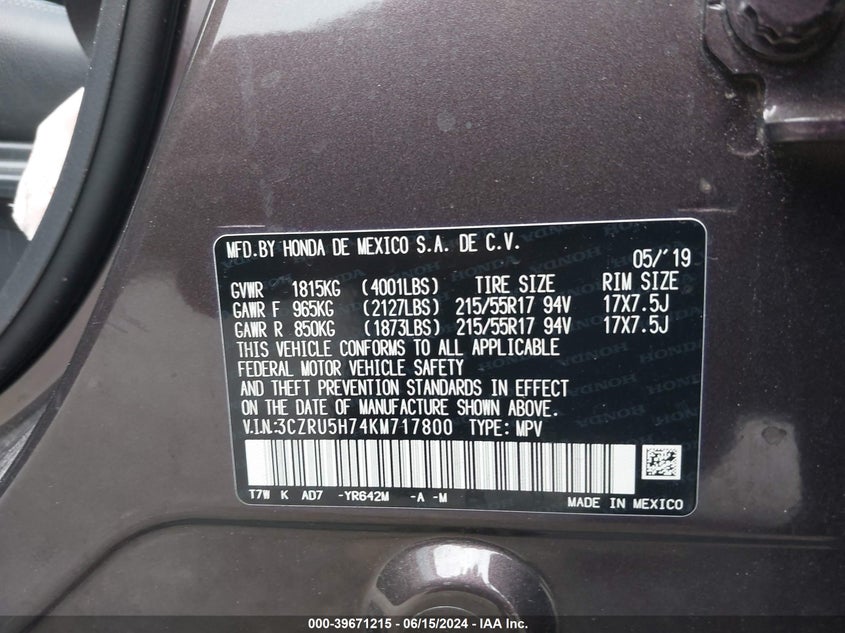 MFD. BY HONDA DE MEXICO S.A. DE C.V.
05/'19
GVWR 1815KG (4001LBS) TIRE SIZE RIM SIZE
GAWR F 965KG (2127LBS) 215/55R17 94V 17X7.5J
GAWR R 850KG (1873LBS) 215/55R17 94V 17X7.5J
THIS VEHICLE CONFORMS TO ALL APPLICABLE
FEDERAL MOTOR VEHICLE SAFETY
AND THEFT PREVENTION STANDARDS IN EFFECT
ON THE DATE OF MANUFACTURE SHOWN ABOVE.
V.I.N.:3CZRU5H74KM717800 TYPE: MPV
T7W K AD7 -YR642M -A -M
MADE IN MEXICO
000-39671215 - 06/15/2024 - IAA Inc.